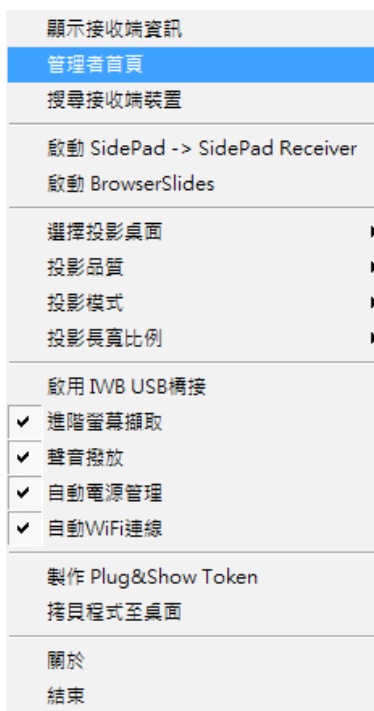 顯示接收端資訊
管理者首頁
搜尋接收端裝置
啟動 SidePad -> SidePad Receiver
啟動 BrowserSlides
選擇投影桌面
投影品質
投影模式
投影長寬比例
啟用 IWB USB橋接
進階螢幕擷取
聲音撥放
自動電源管理
自動WiFi連線
製作 Plug&Show Token
拷貝程式至桌面
關於
結束